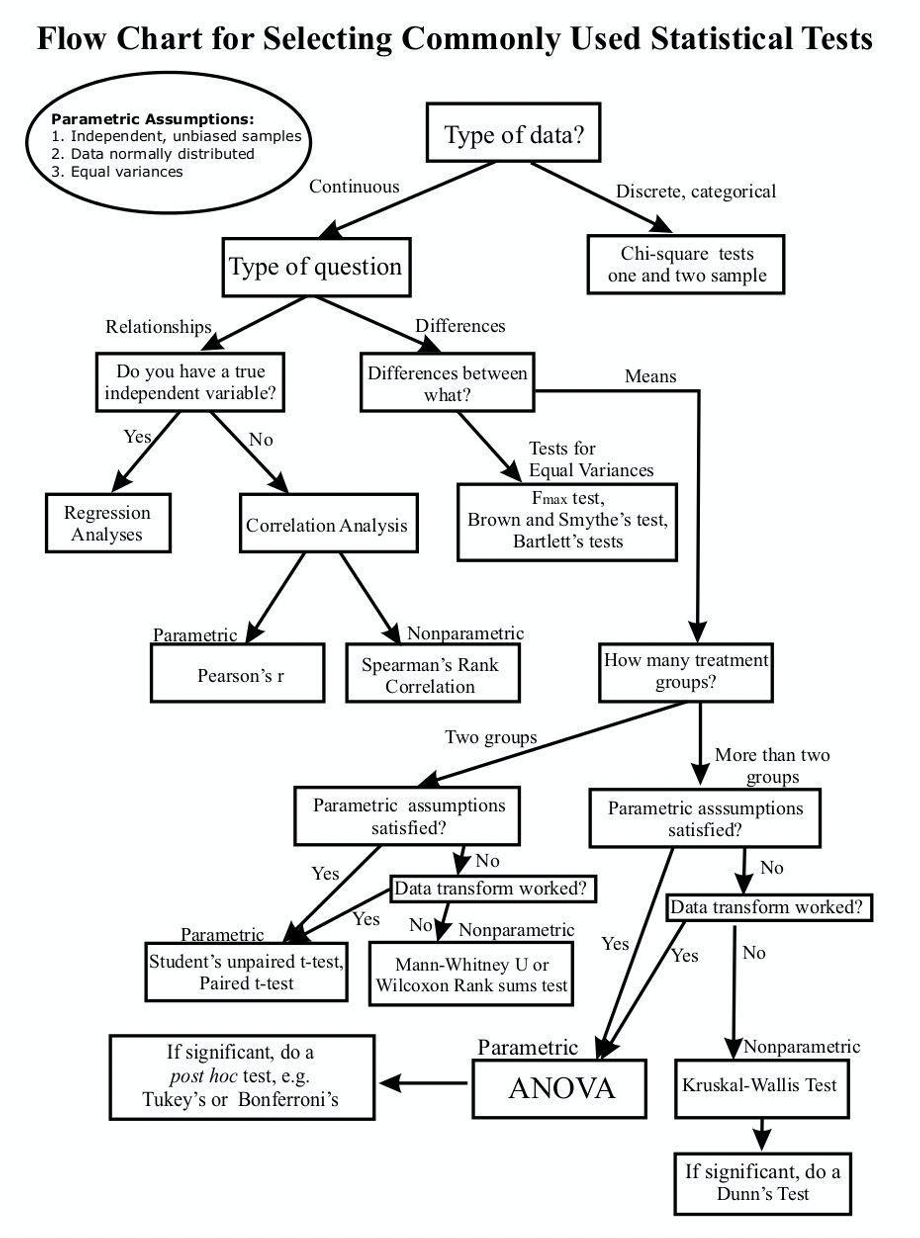 Flow Chart for Selecting Commonly Used Statistical Tests
Parametric Assumptions:
1. Independent, unbiased samples
2. Data normally distributed
3. Equal variances
Type of data?
Continuous
Discrete, categorical
Type of question
Chi-square tests
one and two sample
Relationships
Differences
Do you have a true
independent variable?
Differences between
what?
Means
Yes
No
Tests for
Equal Variances
Regression
Analyses
Correlation Analysis
Fmax test,
Brown and Smythe's test,
Bartlett's tests
Parametric
Nonparametric
Pearson's r
Spearman's Rank
Correlation
How many treatment
groups?
Two groups
More than two
groups
Parametric assumptions
satisfied?
Parametric asssumptions
satisfied?
Yes
No
No
Data transform worked?
Data transform worked?
Yes
No
Parametric
Nonparametric
Student's unpaired t-test,
Paired t-test
Mann-Whitney U or
Wilcoxon Rank sums test
Yes
Yes
No
Parametric
Nonparametric
If significant, do a
post hoc test, e.g.
Tukey's or Bonferroni's
ANOVA
Kruskal-Wallis Test
If significant, do a
Dunn's Test